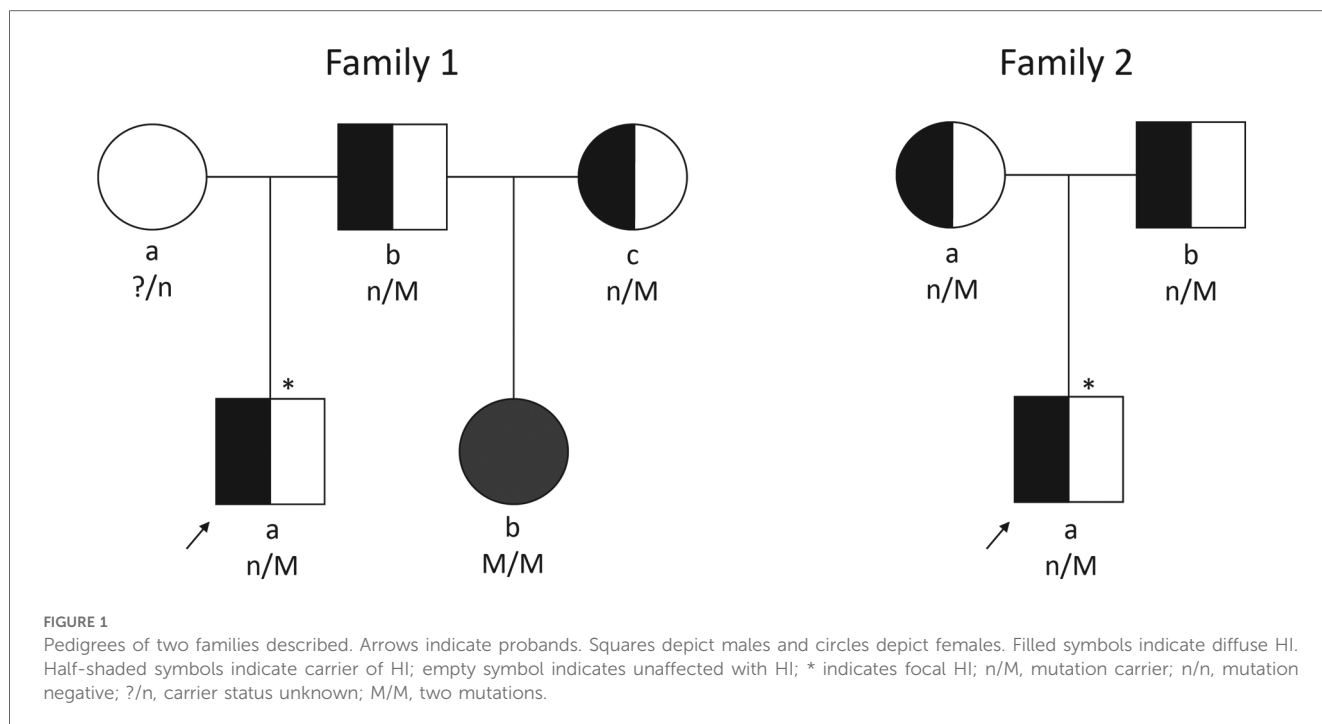 Family 1
Family 2
a
?/n
b
n/M
c
n/M
a
n/M
b
n/M
*
a
n/M
b
M/M
*
a
n/M
FIGURE 1
Pedigrees of two families described. Arrows indicate probands. Squares depict males and circles depict females. Filled symbols indicate diffuse HI.
Half-shaded symbols indicate carrier of HI; empty symbol indicates unaffected with HI; * indicates focal HI; n/M, mutation carrier; n/n, mutation
negative; ?/n, carrier status unknown; M/M, two mutations.